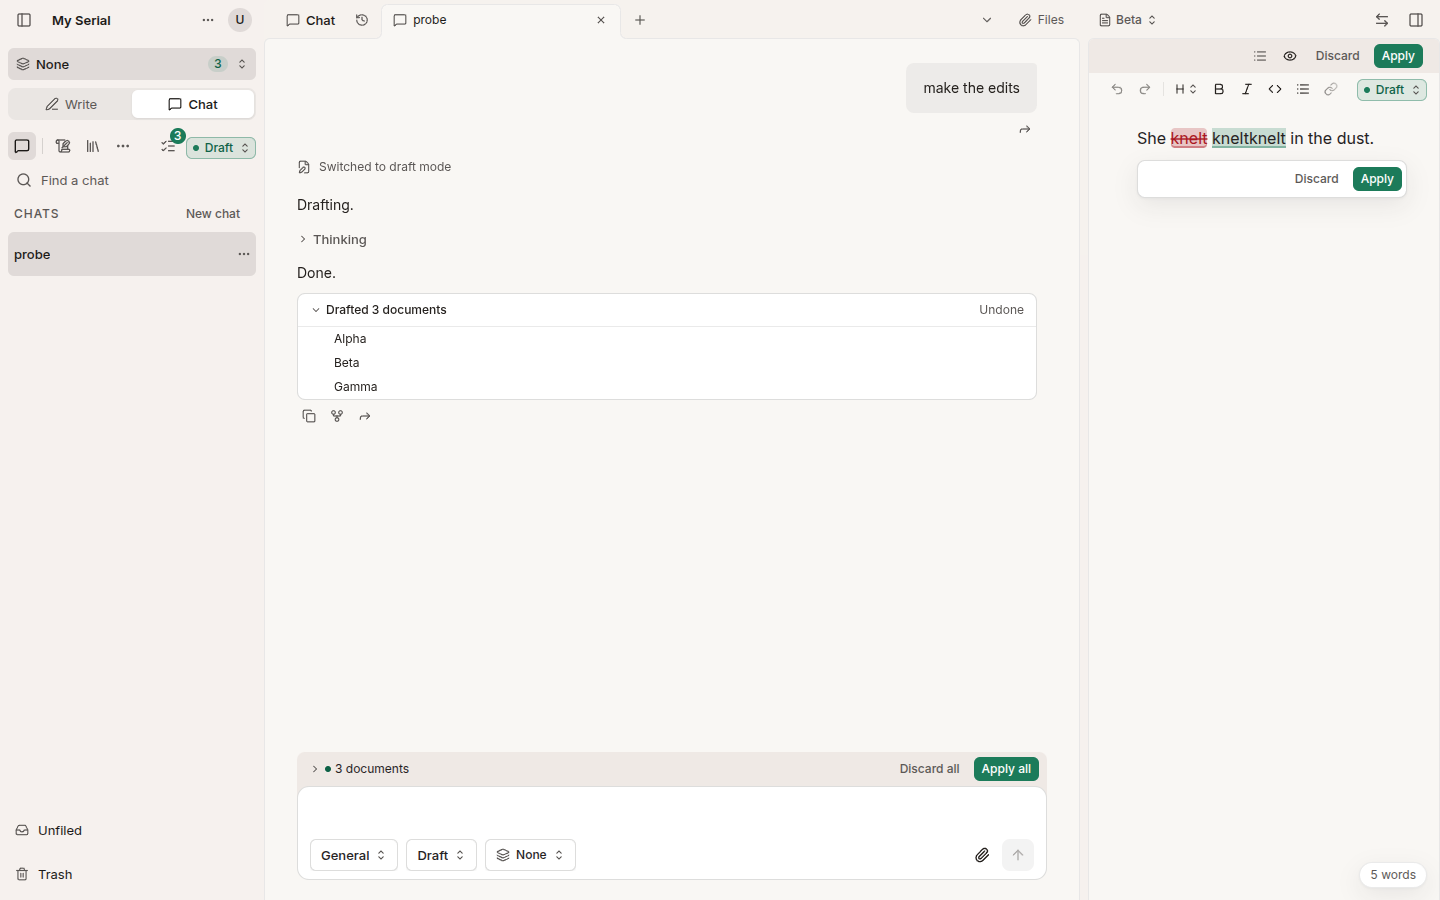 My Serial
U
Chat
probe
Files
Beta
None
3
Discard
Apply
Write
Chat
make the edits
H
B
I
Draft
3
Draft
She knelt kneltknelt in the dust.
Switched to draft mode
Find a chat
Discard
Apply
Drafting.
CHATS
New chat
Thinking
probe
Done.
Drafted 3 documents
Undone
Alpha
Beta
Gamma
3 documents
Discard all
Apply all
Unfiled
General
Draft
None
Trash
5 words